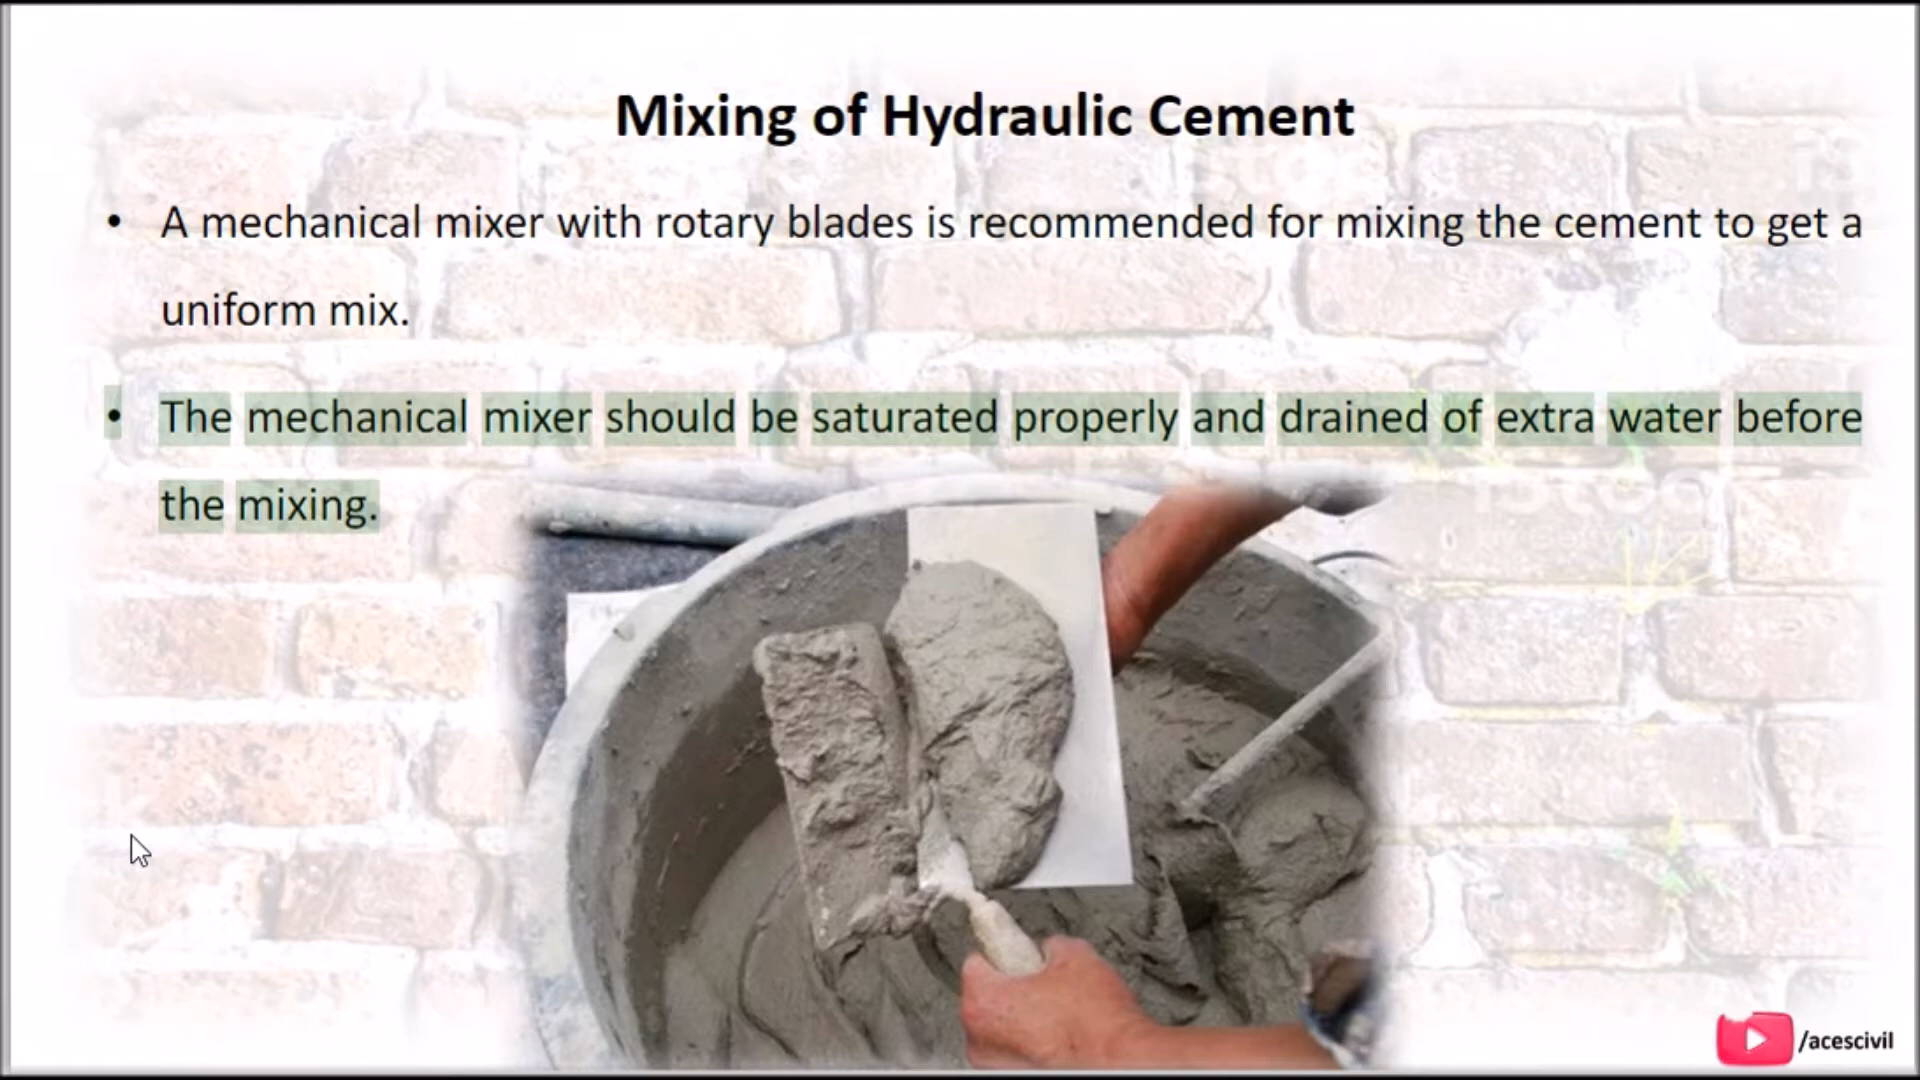 Mixing of Hydraulic Cement
• A mechanical mixer with rotary blades is recommended for mixing the cement to get a
uniform mix.
• The mechanical mixer should be saturated properly and drained of extra water before
the mixing.
/acescivil